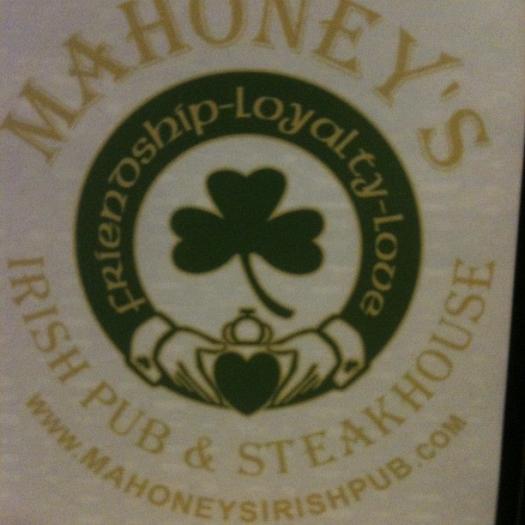 MAHONEY'S
friendship-Loyalty-Love
IRISH PUB & STEAKHOUSE
WWW.MAHONEYSIRISHPUB.COM